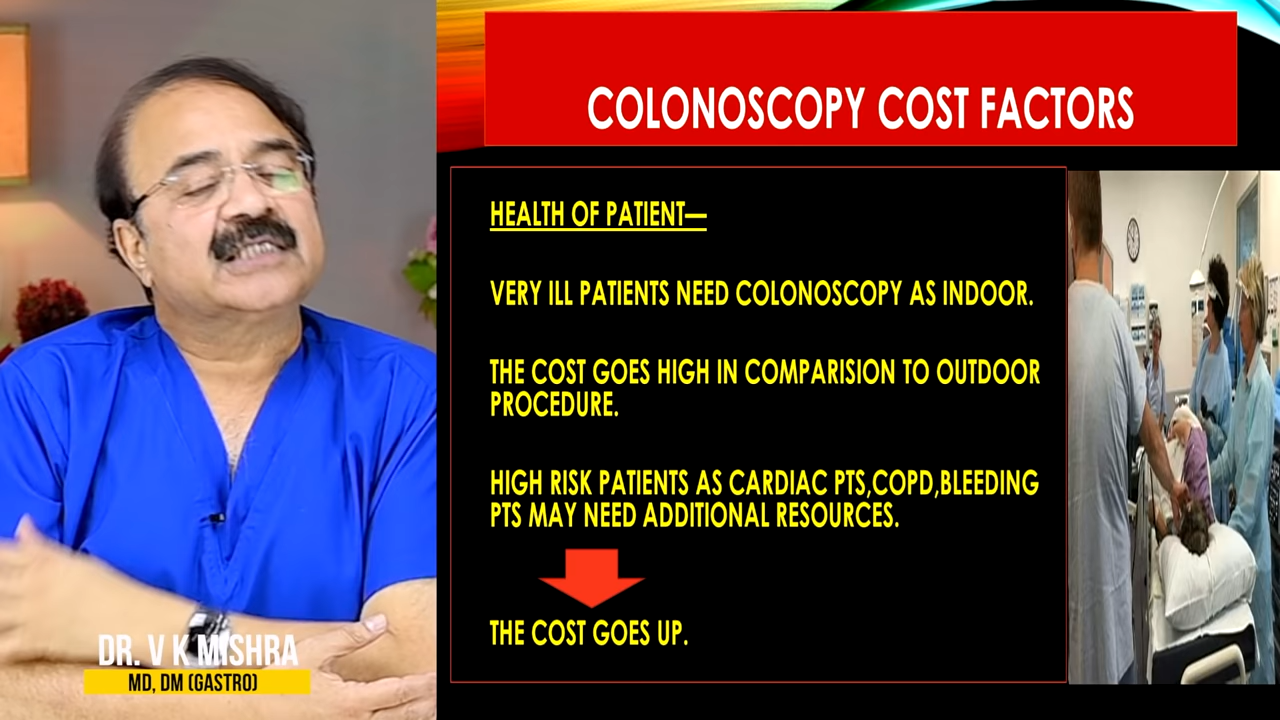 COLONOSCOPY COST FACTORS
HEALTH OF PATIENT—
VERY ILL PATIENTS NEED COLONOSCOPY AS INDOOR.
THE COST GOES HIGH IN COMPARISION TO OUTDOOR
PROCEDURE.
HIGH RISK PATIENTS AS CARDIAC PTS,COPD,BLEEDING
PTS MAY NEED ADDITIONAL RESOURCES.
THE COST GOES UP.
DR. V K MISHRA
MD, DM (GASTRO)